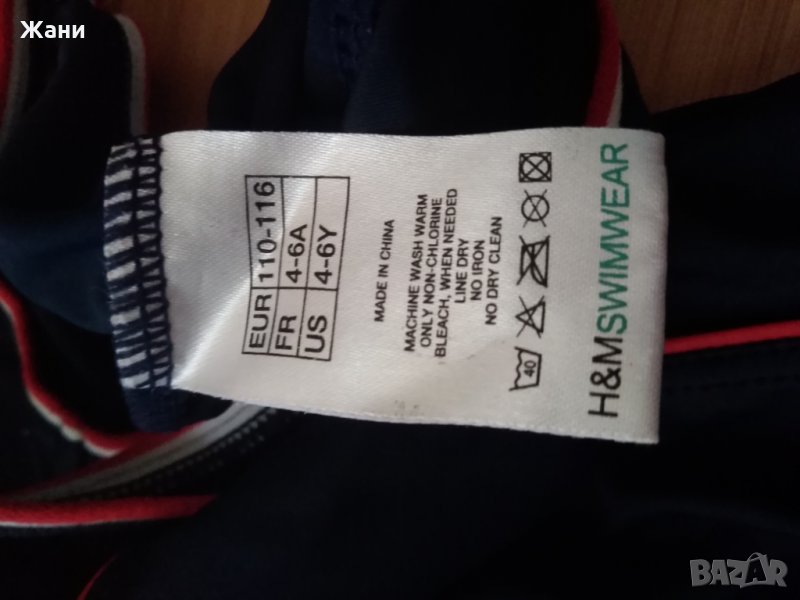 Жани
EUR 110-116
FR 4-6A
US 4-6Y
MADE IN CHINA
MACHINE WASH WARM
ONLY NON-CHLORINE
BLEACH, WHEN NEEDED
LINE DRY
NO IRON
NO DRY CLEAN
40
H&MSWIMWEAR
BAZAR